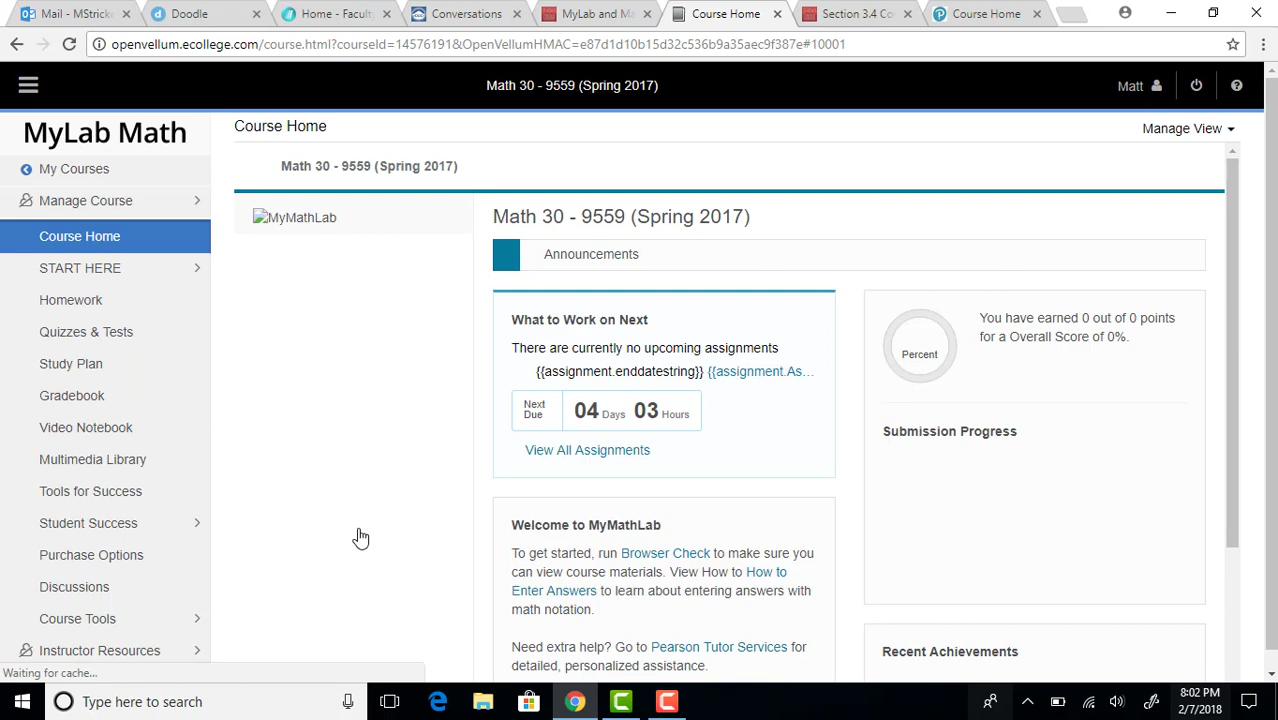 Mail - MStricke
Doodle
Home - Facult
Conversations
MyLab and Ma
Course Home
Section 3.4 Co
Course Home
openvellum.ecollege.com/course.html?courseId=14576191&OpenVellumHMAC=e87d1d10b15d32c536b9a35aec9f387e#10001
Math 30 - 9559 (Spring 2017)
Matt
MyLab Math
Course Home
Manage View
My Courses
Math 30 - 9559 (Spring 2017)
Manage Course
MyMathLab
Math 30 - 9559 (Spring 2017)
Course Home
Announcements
START HERE
Homework
Quizzes & Tests
Study Plan
Gradebook
Video Notebook
Multimedia Library
Tools for Success
Student Success
Purchase Options
Discussions
Course Tools
Instructor Resources
What to Work on Next
There are currently no upcoming assignments
{{assignment.enddatestring}} {{assignment.As...
Next Due 04 Days 03 Hours
View All Assignments
You have earned 0 out of 0 points
for a Overall Score of 0%.
Percent
Submission Progress
Welcome to MyMathLab
To get started, run Browser Check to make sure you
can view course materials. View How to How to
Enter Answers to learn about entering answers with
math notation.
Need extra help? Go to Pearson Tutor Services for
detailed, personalized assistance.
Recent Achievements
Waiting for cache...
Type here to search
8:02 PM
2/7/2018